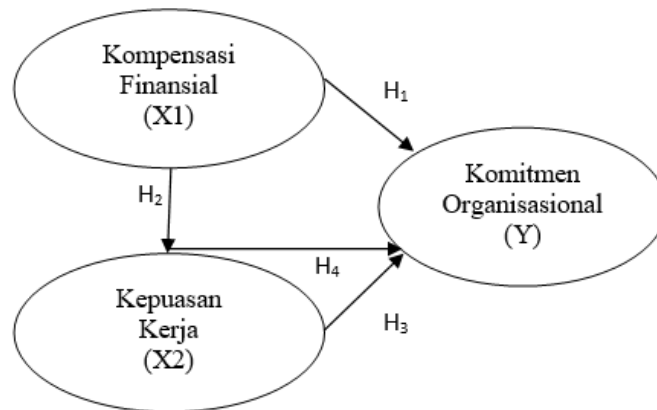 Kompensasi
Finansial
(X1)
H₁
H₂
Komitmen
Organisasional
(Y)
H₄
Kepuasan
Kerja
(X2)
H₃